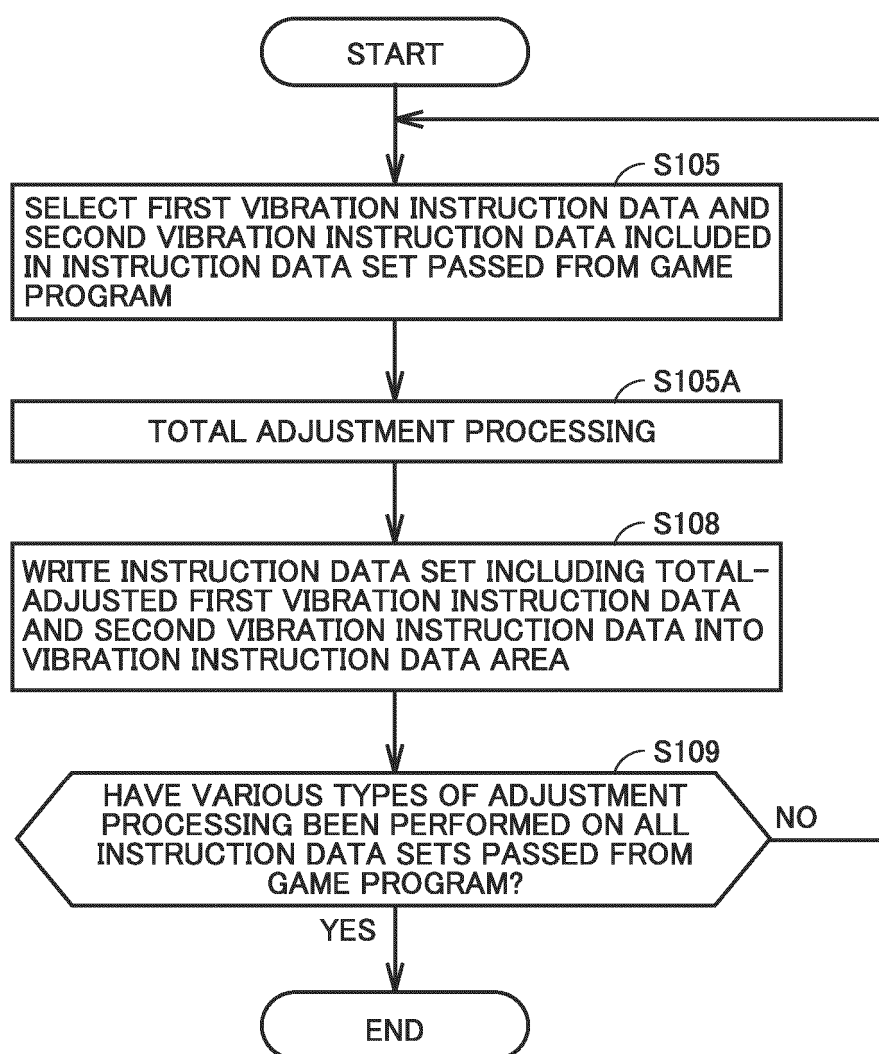 START
S105
SELECT FIRST VIBRATION INSTRUCTION DATA AND
SECOND VIBRATION INSTRUCTION DATA INCLUDED
IN INSTRUCTION DATA SET PASSED FROM GAME
PROGRAM
S105A
TOTAL ADJUSTMENT PROCESSING
S108
WRITE INSTRUCTION DATA SET INCLUDING TOTAL-
ADJUSTED FIRST VIBRATION INSTRUCTION DATA
AND SECOND VIBRATION INSTRUCTION DATA INTO
VIBRATION INSTRUCTION DATA AREA
S109
HAVE VARIOUS TYPES OF ADJUSTMENT
PROCESSING BEEN PERFORMED ON ALL
INSTRUCTION DATA SETS PASSED FROM
GAME PROGRAM?
NO
YES
END